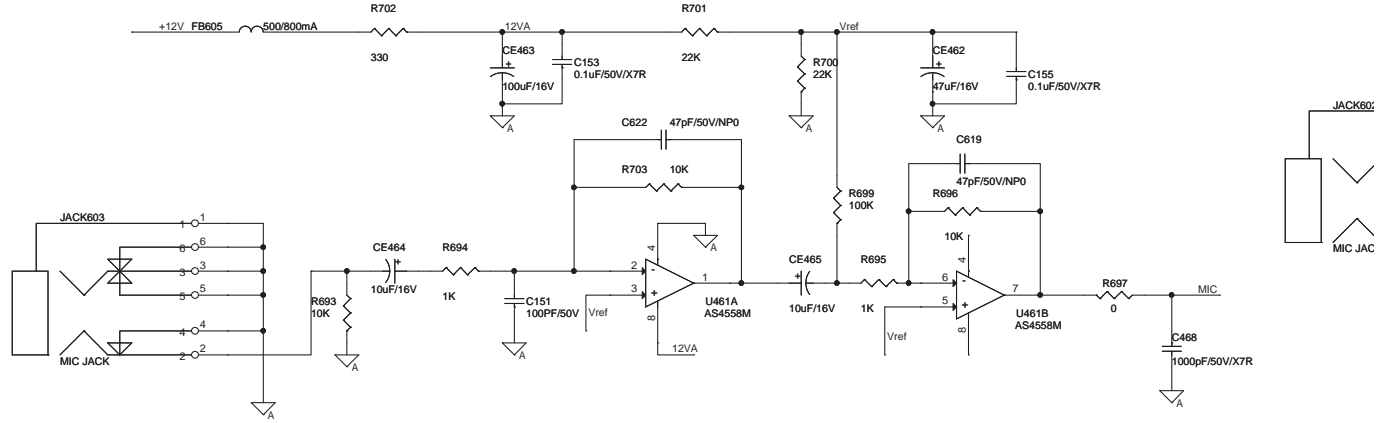 R702
R701
+12V FB605 500/800mA
12VA
Vref
330
22K
CE463
+
100uF/16V
C153
0.1uF/50V/X7R
R700
22K
CE462
+
47uF/16V
C155
0.1uF/50V/X7R
A
A
A
JACK602
C622 47pF/50V/NP0
C619
47pF/50V/NP0
R703 10K
R699
100K
R696
10K
JACK603
1 1
6 6
3 3
5 5
4 4
2 2
MIC JACK
A
R693
10K
A
CE464
+
10uF/16V
R694
1K
C151
100PF/50V
A
4
A
2 -
3 +
1
8
Vref
12VA
U461A
AS4558M
CE465
+
10uF/16V
R695
1K
4
6 -
5 +
7
8
Vref
U461B
AS4558M
R697
0
MIC
C468
1000pF/50V/X7R
A
MIC JAC